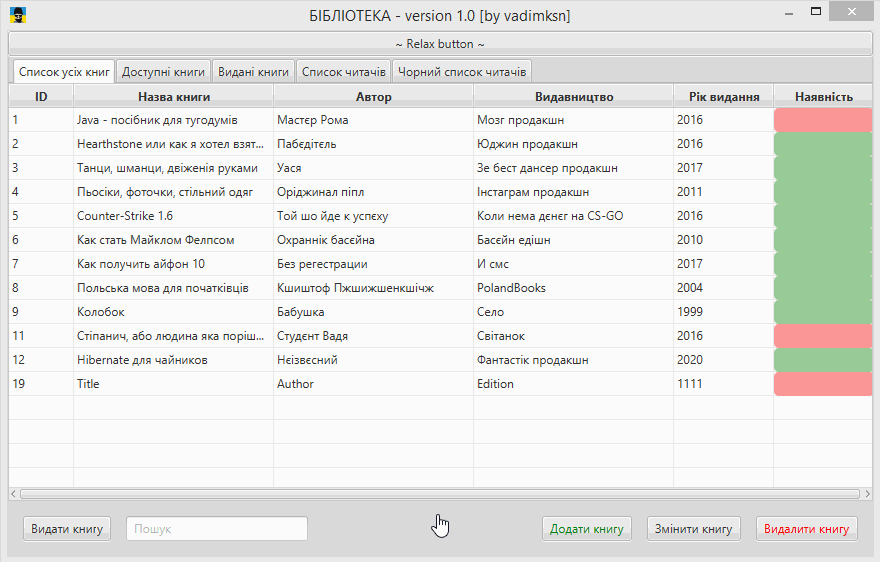 БІБЛІОТЕКА - version 1.0 [by vadimksn]
~ Relax button ~
Список усіх книг Доступні книги Видані книги Список читачів Чорний список читачів
ID Назва книги Автор Видавництво Рік видання Наявність
1 Java - посібник для тугодумів Мастєр Рома Мозг продакшн 2016
2 Hearthstone или как я хотел взят... Пабєдітєль Юджин продакшн 2016
3 Танци, шманци, двіженія руками Уася Зе бест дансер продакшн 2017
4 Пьосіки, фоточки, стільний одяг Оріджинал піпл Інстаграм продакшн 2011
5 Counter-Strike 1.6 Той шо йде к успєху Коли нема дєнєг на CS-GO 2016
6 Как стать Майклом Фелпсом Охраннік басєйна Басєйн едішн 2010
7 Как получить айфон 10 Без регестрации И смс 2017
8 Польська мова для початківців Кшиштоф Пжшижшенкшічж PolandBooks 2004
9 Колобок Бабушка Село 1999
11 Стіпанич, або людина яка поріш... Студєнт Вадя Світанок 2016
12 Hibernate для чайников Нєізвєсний Фантастік продакшн 2020
19 Title Author Edition 1111
Видати книгу Пошук Додати книгу Змінити книгу Видалити книгу